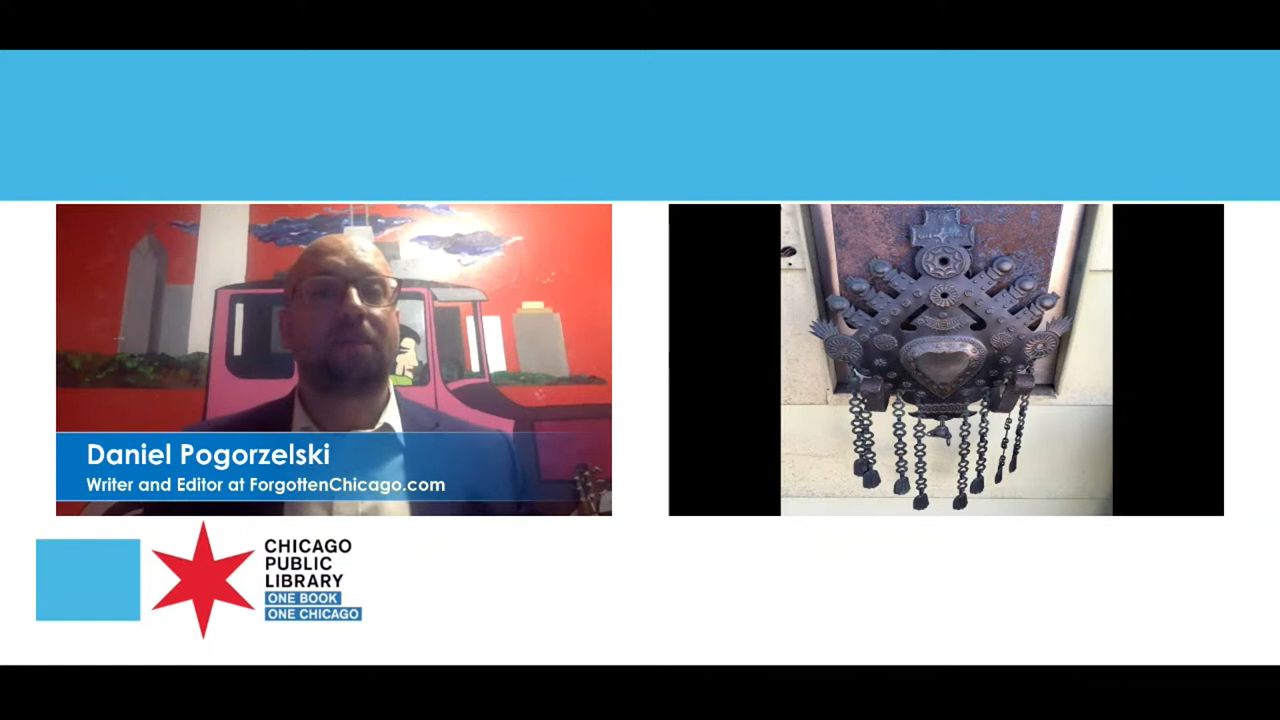 Daniel Pogorzelski
Writer and Editor at ForgottenChicago.com
CHICAGO
PUBLIC
LIBRARY
ONE BOOK
ONE CHICAGO